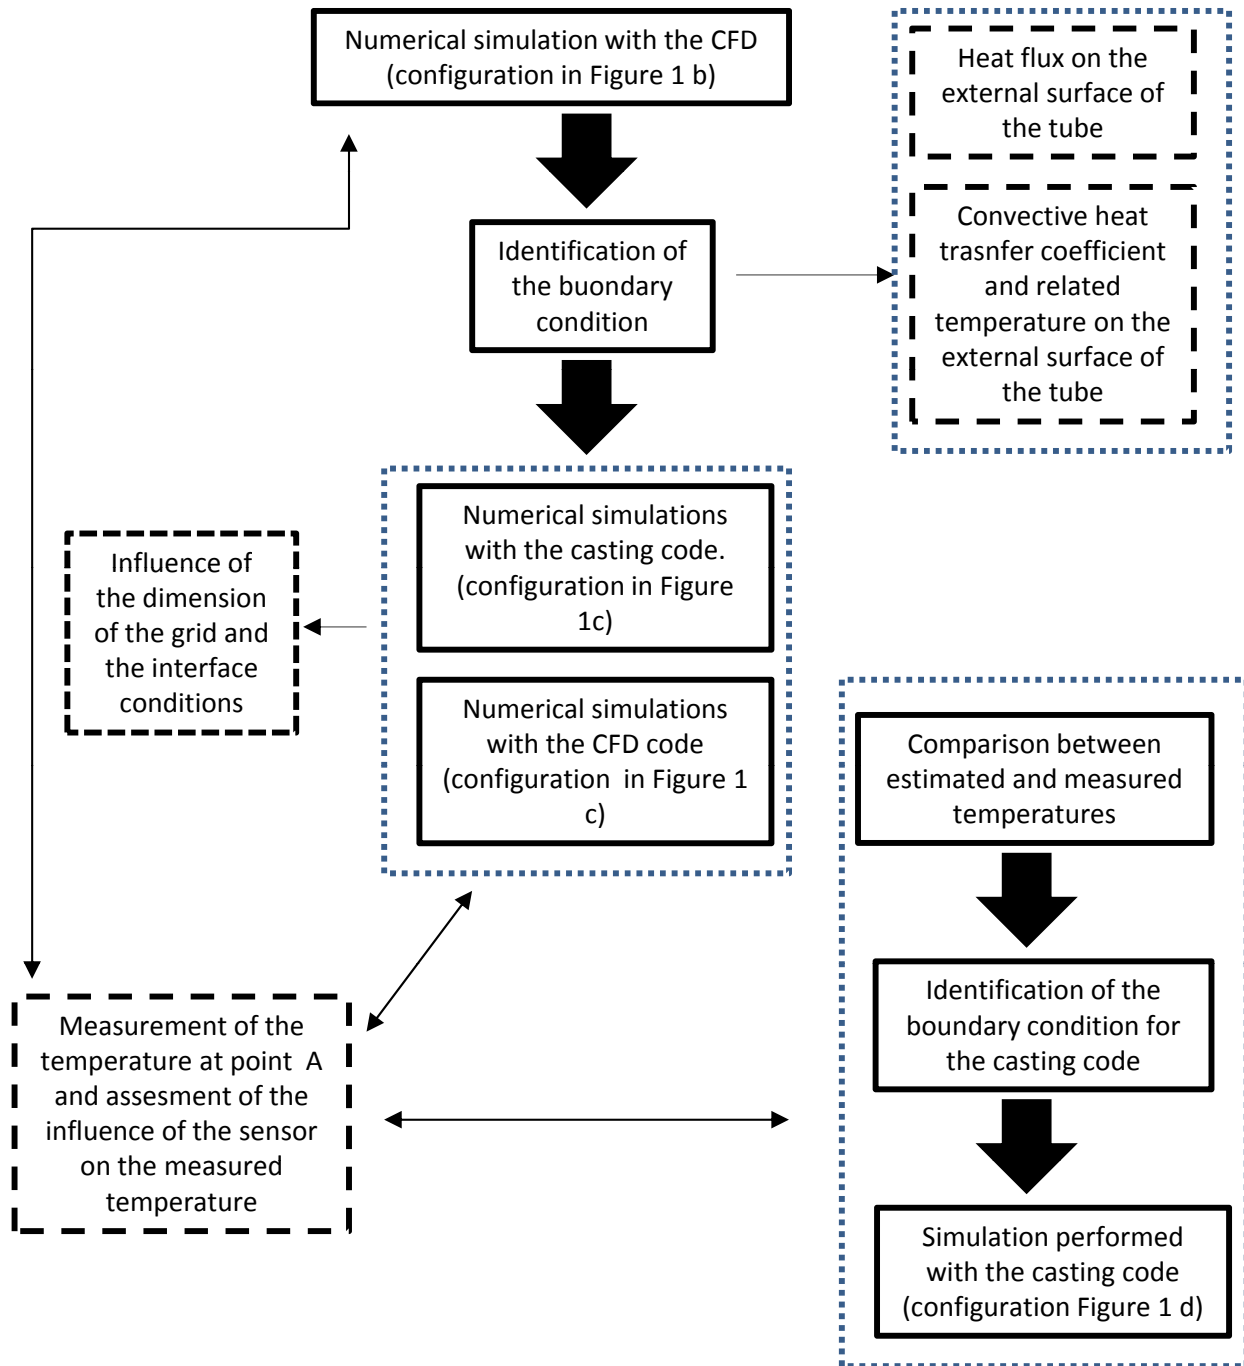 Numerical simulation with the CFD
(configuration in Figure 1 b)
Heat flux on the
external surface of
the tube
Identification of
the buondary
condition
Convective heat
trasnfer coefficient
and related
temperature on the
external surface of
the tube
Numerical simulations
with the casting code.
(configuration in Figure
1c)
Influence of
the dimension
of the grid and
the interface
conditions
Numerical simulations
with the CFD code
(configuration  in Figure 1
c)
Comparison between
estimated and measured
temperatures
Identification of the
boundary condition for
the casting code
Measurement of the
temperature at point  A
and assesment of the
influence of the sensor
on the measured
temperature
Simulation performed
with the casting code
(configuration Figure 1 d)